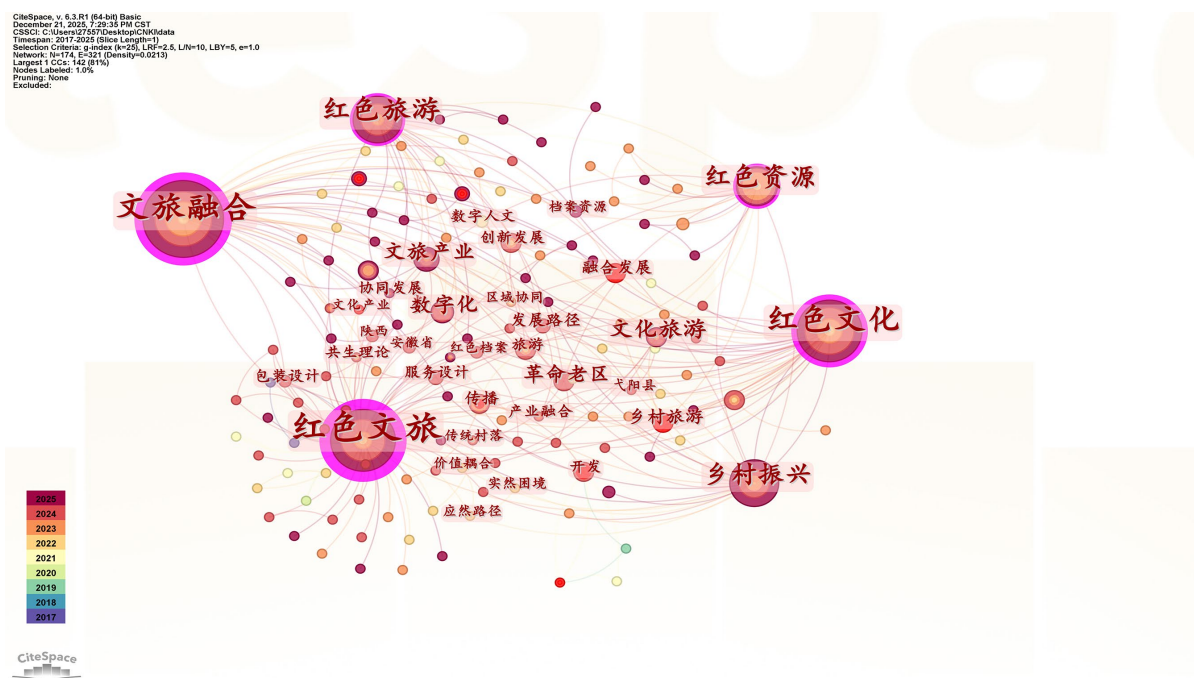 CiteSpace, v. 6.3.R1 (64-bit) Basic
December 21, 2025, 7:29:35 PM CST
CSSCI: C:\Users\27557\Desktop\CNKI\data
Timespan: 2017-2025 (Slice Length=1)
Selection Criteria: g-index (k=25), LRF=2.5, L/N=10, LBY=5, e=1.0
Network: N=174, E=321 (Density=0.0213)
Largest 1 CCs: 142 (81%)
Nodes Labeled: 1.0%
Pruning: None
Excluded:
红色旅游
红色资源
文旅融合
档案资源
数字人文
创新发展
文旅产业
融合发展
协同发展
区域协同
文化产业
数字化
发展路径
红色文化
陕西
文化旅游
安徽省
红色档案
旅游
共生理论
包装设计
服务设计
革命老区
弋阳县
传播
产业融合
乡村旅游
红色文旅
传统村落
价值耦合
开发
乡村振兴
实然困境
应然路径
2025
2024
2023
2022
2021
2020
2019
2018
2017
CiteSpace